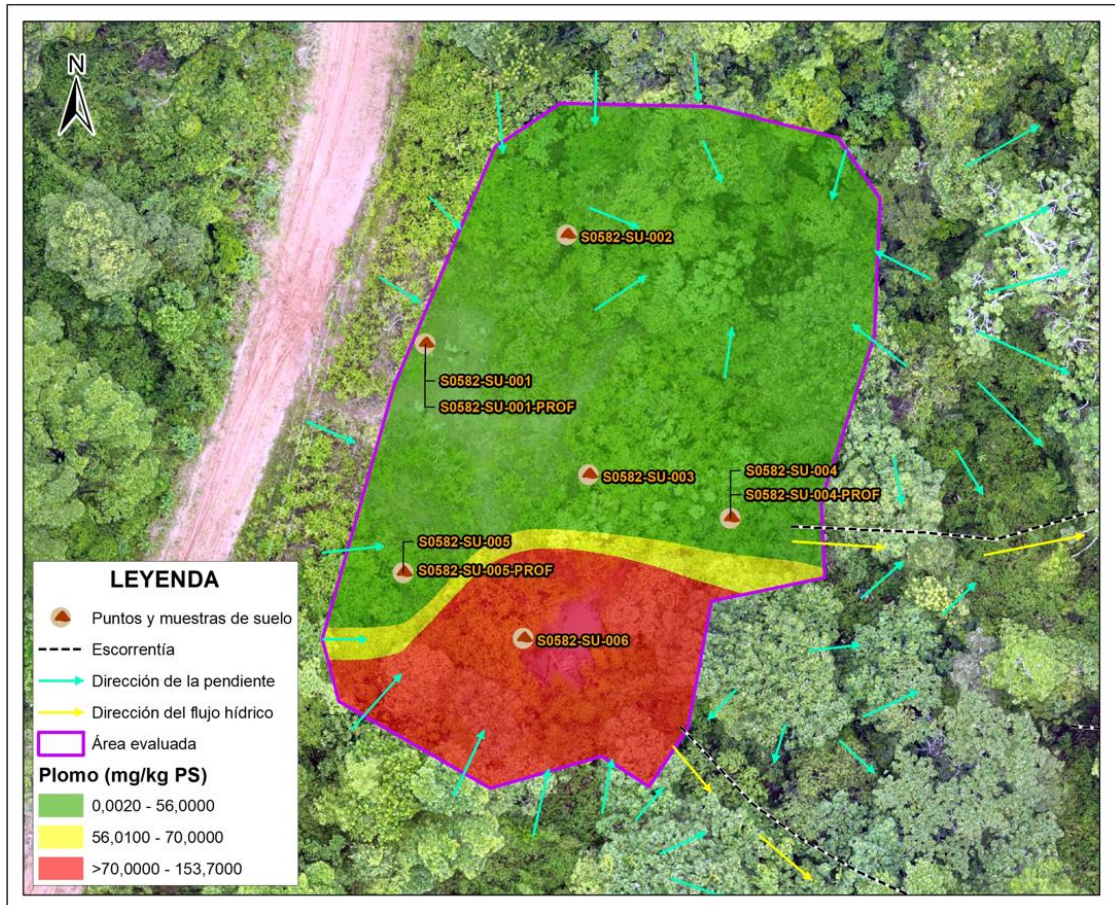 N
S0582-SU-002
S0582-SU-001
S0582-SU-001-PROF
S0582-SU-003
S0582-SU-004
S0582-SU-004-PROF
S0582-SU-005
S0582-SU-005-PROF
S0582-SU-006
LEYENDA
Puntos y muestras de suelo
Escorrentía
Dirección de la pendiente
Dirección del flujo hídrico
Área evaluada
Plomo (mg/kg PS)
0,0020 - 56,0000
56,0100 - 70,0000
>70,0000 - 153,7000